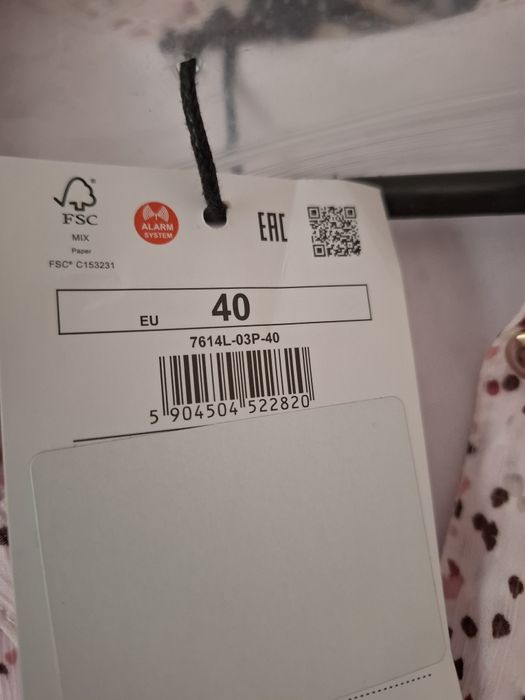 FSC
MIX
Paper
FSC® C153231
ALARM
SYSTEM
EAC
EU 40
7614L-03P-40
5 904504 522820